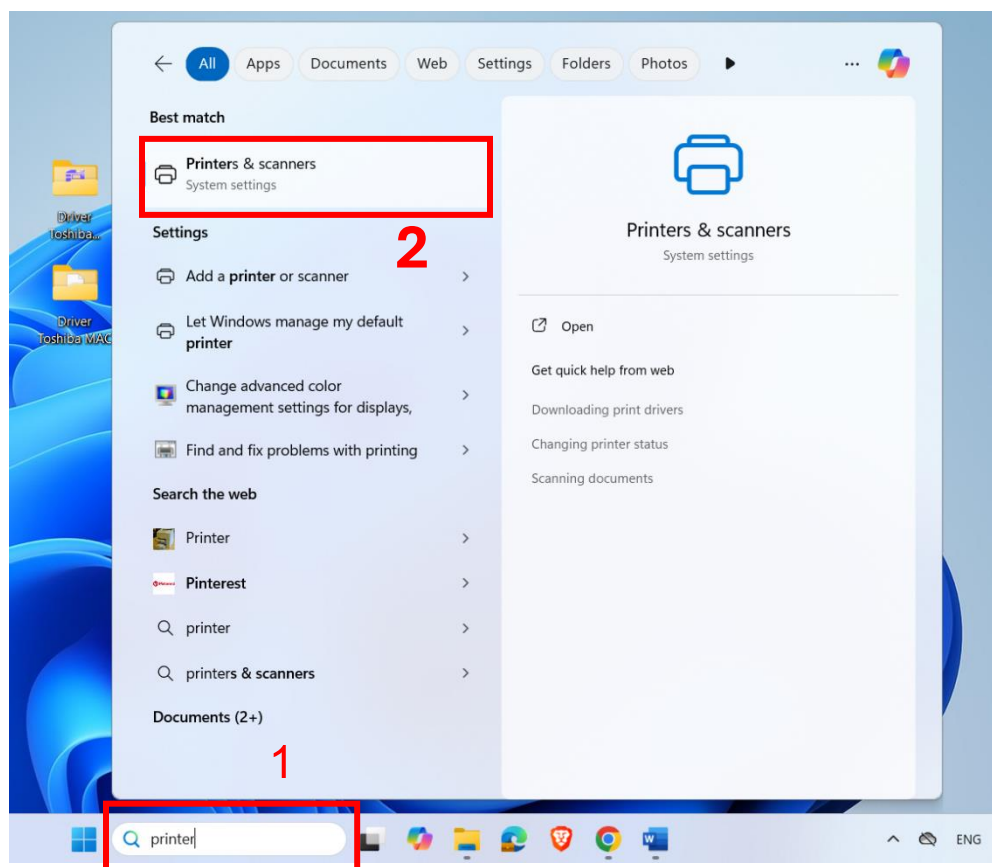 All Apps Documents Web Settings Folders Photos ...
Best match
Printers & scanners
System settings
2
Settings
Add a printer or scanner
Let Windows manage my default
printer
Change advanced color
management settings for displays,
Find and fix problems with printing
Search the web
Printer
Pinterest
printer
printers & scanners
Documents (2+)
1
Printers & scanners
System settings
Open
Get quick help from web
Downloading print drivers
Changing printer status
Scanning documents
Driver
Toshiba...
Driver
Toshiba MAC
printer
ENG